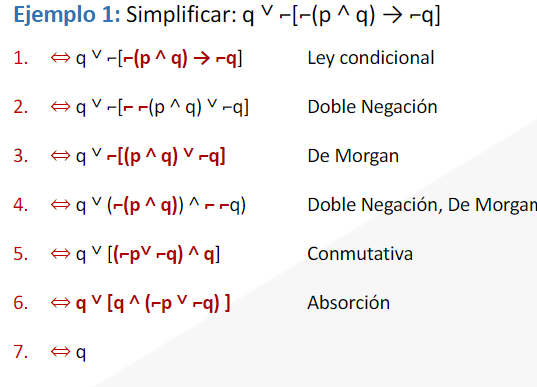 Ejemplo 1: Simplificar: q ˅ ⌐[⌐(p ^ q) → ⌐q]
1. ⇔ q ˅ ⌐[⌐(p ^ q) → ⌐q] Ley condicional
2. ⇔ q ˅ ⌐[⌐ ⌐(p ^ q) ˅ ⌐q] Doble Negación
3. ⇔ q ˅ ⌐[(p ^ q) ˅ ⌐q] De Morgan
4. ⇔ q ˅ (⌐(p ^ q)) ^ ⌐ ⌐q) Doble Negación, De Morgan
5. ⇔ q ˅ [(⌐p˅ ⌐q) ^ q] Conmutativa
6. ⇔ q ˅ [q ^ (⌐p ˅ ⌐q) ] Absorción
7. ⇔ q